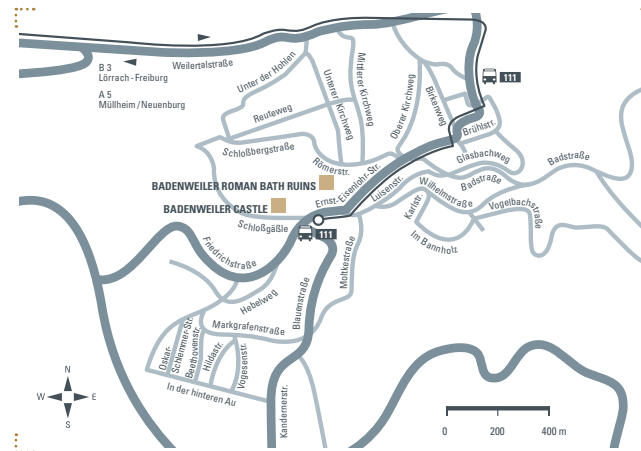 Weilertalstraße
B 3
Lörrach - Freiburg
A 5
Müllheim / Neuenburg
Unter der Hohlen
Reuteweg
Unterer Kirchweg
Mittlerer Kirchweg
Oberer Kirchweg
Birkenweg
111
Brühlstr.
Schloßbergstraße
Römerstr.
Glasbachweg
Badstraße
BADENWEILER ROMAN BATH RUINS
Ernst-Eisenlohr-Str.
Luisenstr.
Wilhelmstraße
Badstraße
BADENWEILER CASTLE
Karlstr.
Vogelbachstraße
Schloßgäßle
111
Im Bannholz
Friedrichstraße
Moltkestraße
Hebelweg
Blauenstraße
Markgrafenstraße
Oskar-
Schlemmer-Str.
Beethovenstr.
Hildastr.
Vogesenstr.
In der hinteren Au
Kandernerstr.
N
W
E
S
0
200
400 m